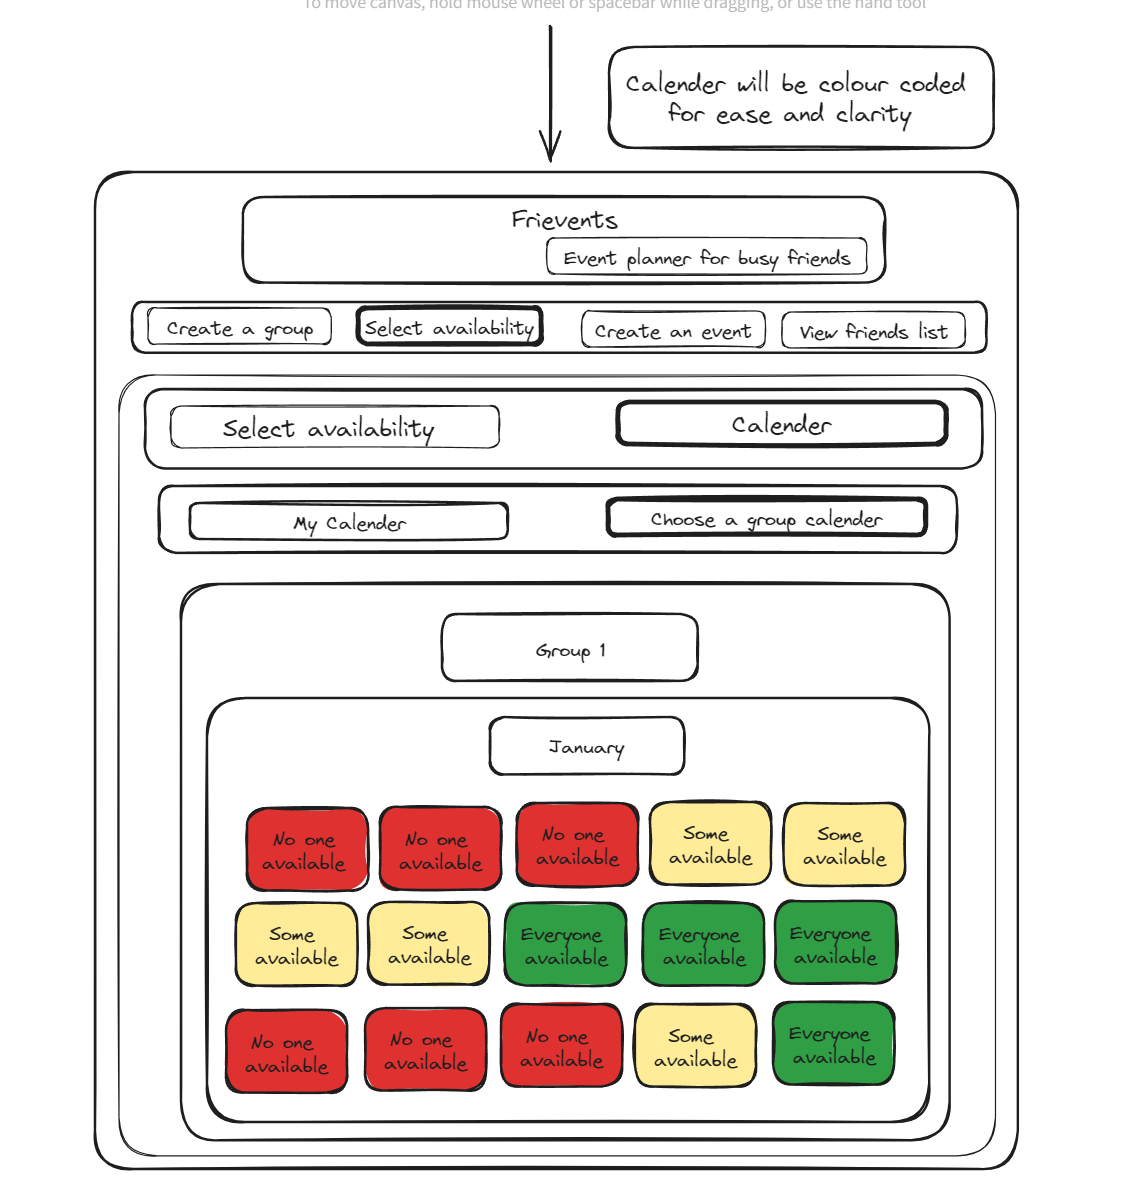 To move canvas, hold mouse wheel or spacebar while dragging, or use the hand tool
Calender will be colour coded
for ease and clarity
Frievents
Event planner for busy friends
Create a group
Select availability
Create an event
View friends list
Select availability
Calender
My Calender
Choose a group calender
Group 1
January
No one
available
No one
available
No one
available
Some
available
Some
available
Some
available
Some
available
Everyone
available
Everyone
available
Everyone
available
No one
available
No one
available
No one
available
Some
available
Everyone
available